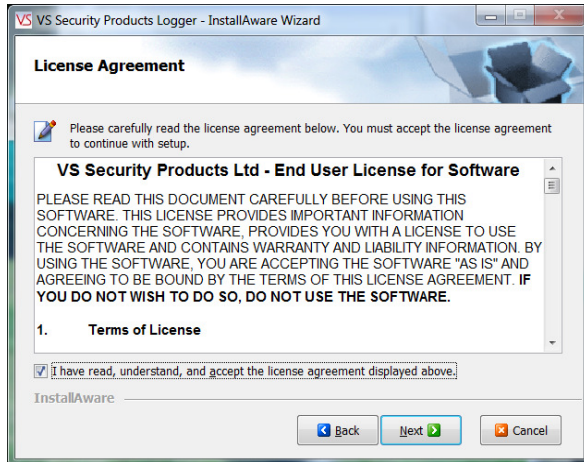 VS VS Security Products Logger - InstallAware Wizard
License Agreement
Please carefully read the license agreement below. You must accept the license agreement
to continue with setup.
VS Security Products Ltd - End User License for Software
PLEASE READ THIS DOCUMENT CAREFULLY BEFORE USING THIS
SOFTWARE. THIS LICENSE PROVIDES IMPORTANT INFORMATION
CONCERNING THE SOFTWARE, PROVIDES YOU WITH A LICENSE TO USE
THE SOFTWARE AND CONTAINS WARRANTY AND LIABILITY INFORMATION. BY
USING THE SOFTWARE, YOU ARE ACCEPTING THE SOFTWARE "AS IS" AND
AGREEING TO BE BOUND BY THE TERMS OF THIS LICENSE AGREEMENT. IF
YOU DO NOT WISH TO DO SO, DO NOT USE THE SOFTWARE.
1. Terms of License
I have read, understand, and accept the license agreement displayed above.
InstallAware
Back Next Cancel